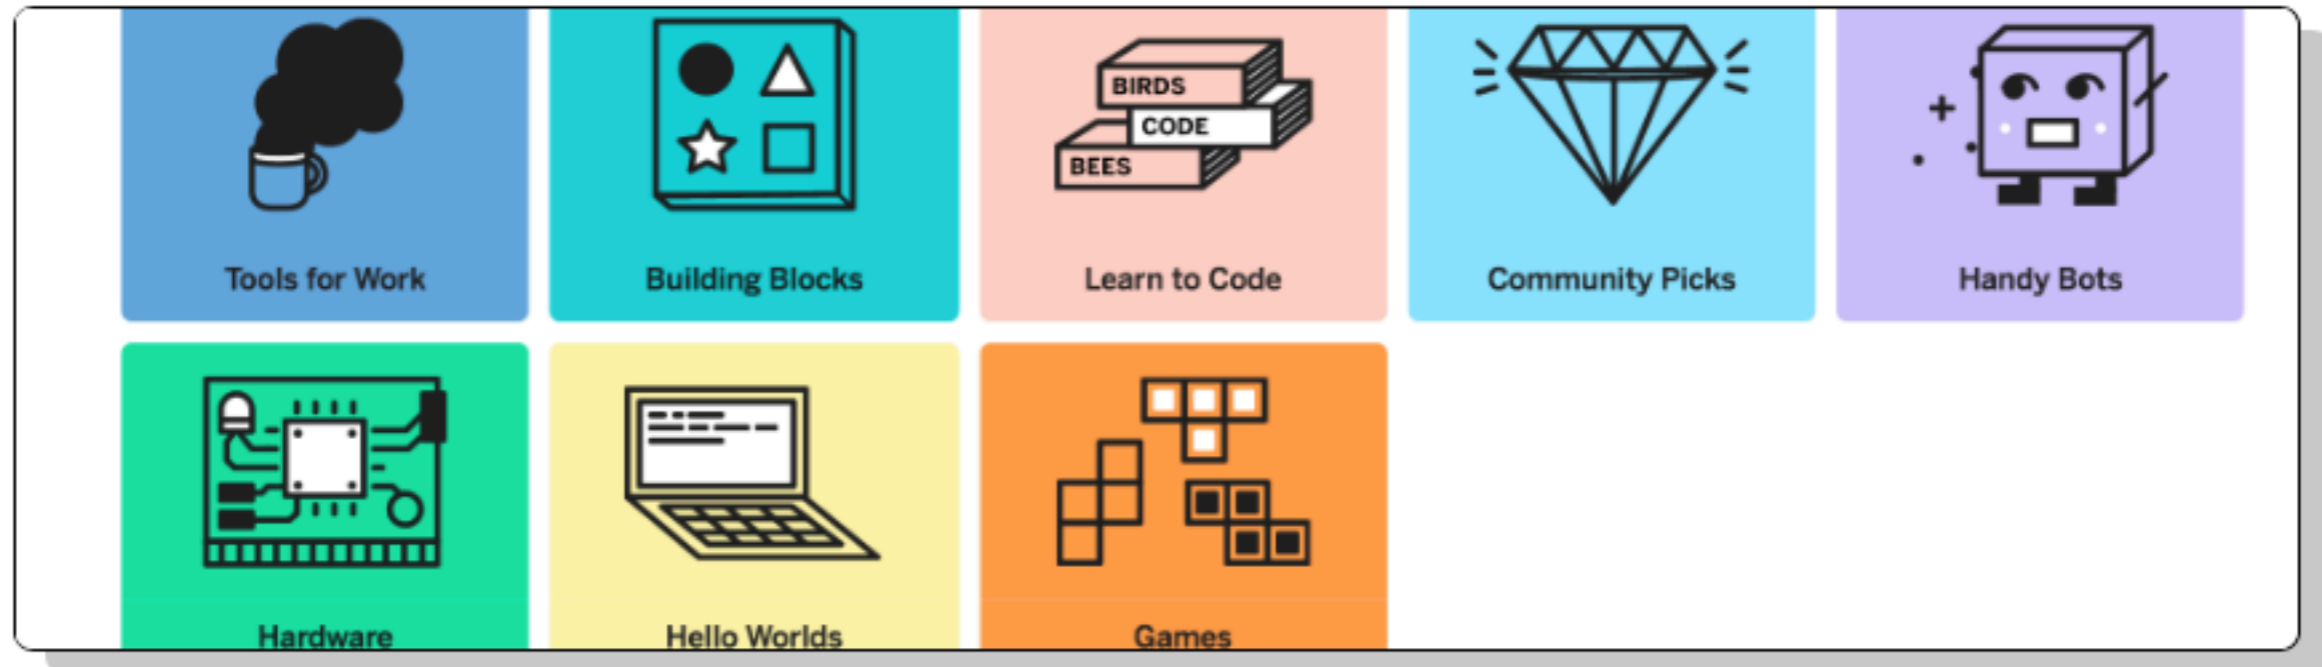 BIRDS
CODE
BEES
Tools for Work
Building Blocks
Learn to Code
Community Picks
Handy Bots
Hardware
Hello Worlds
Games